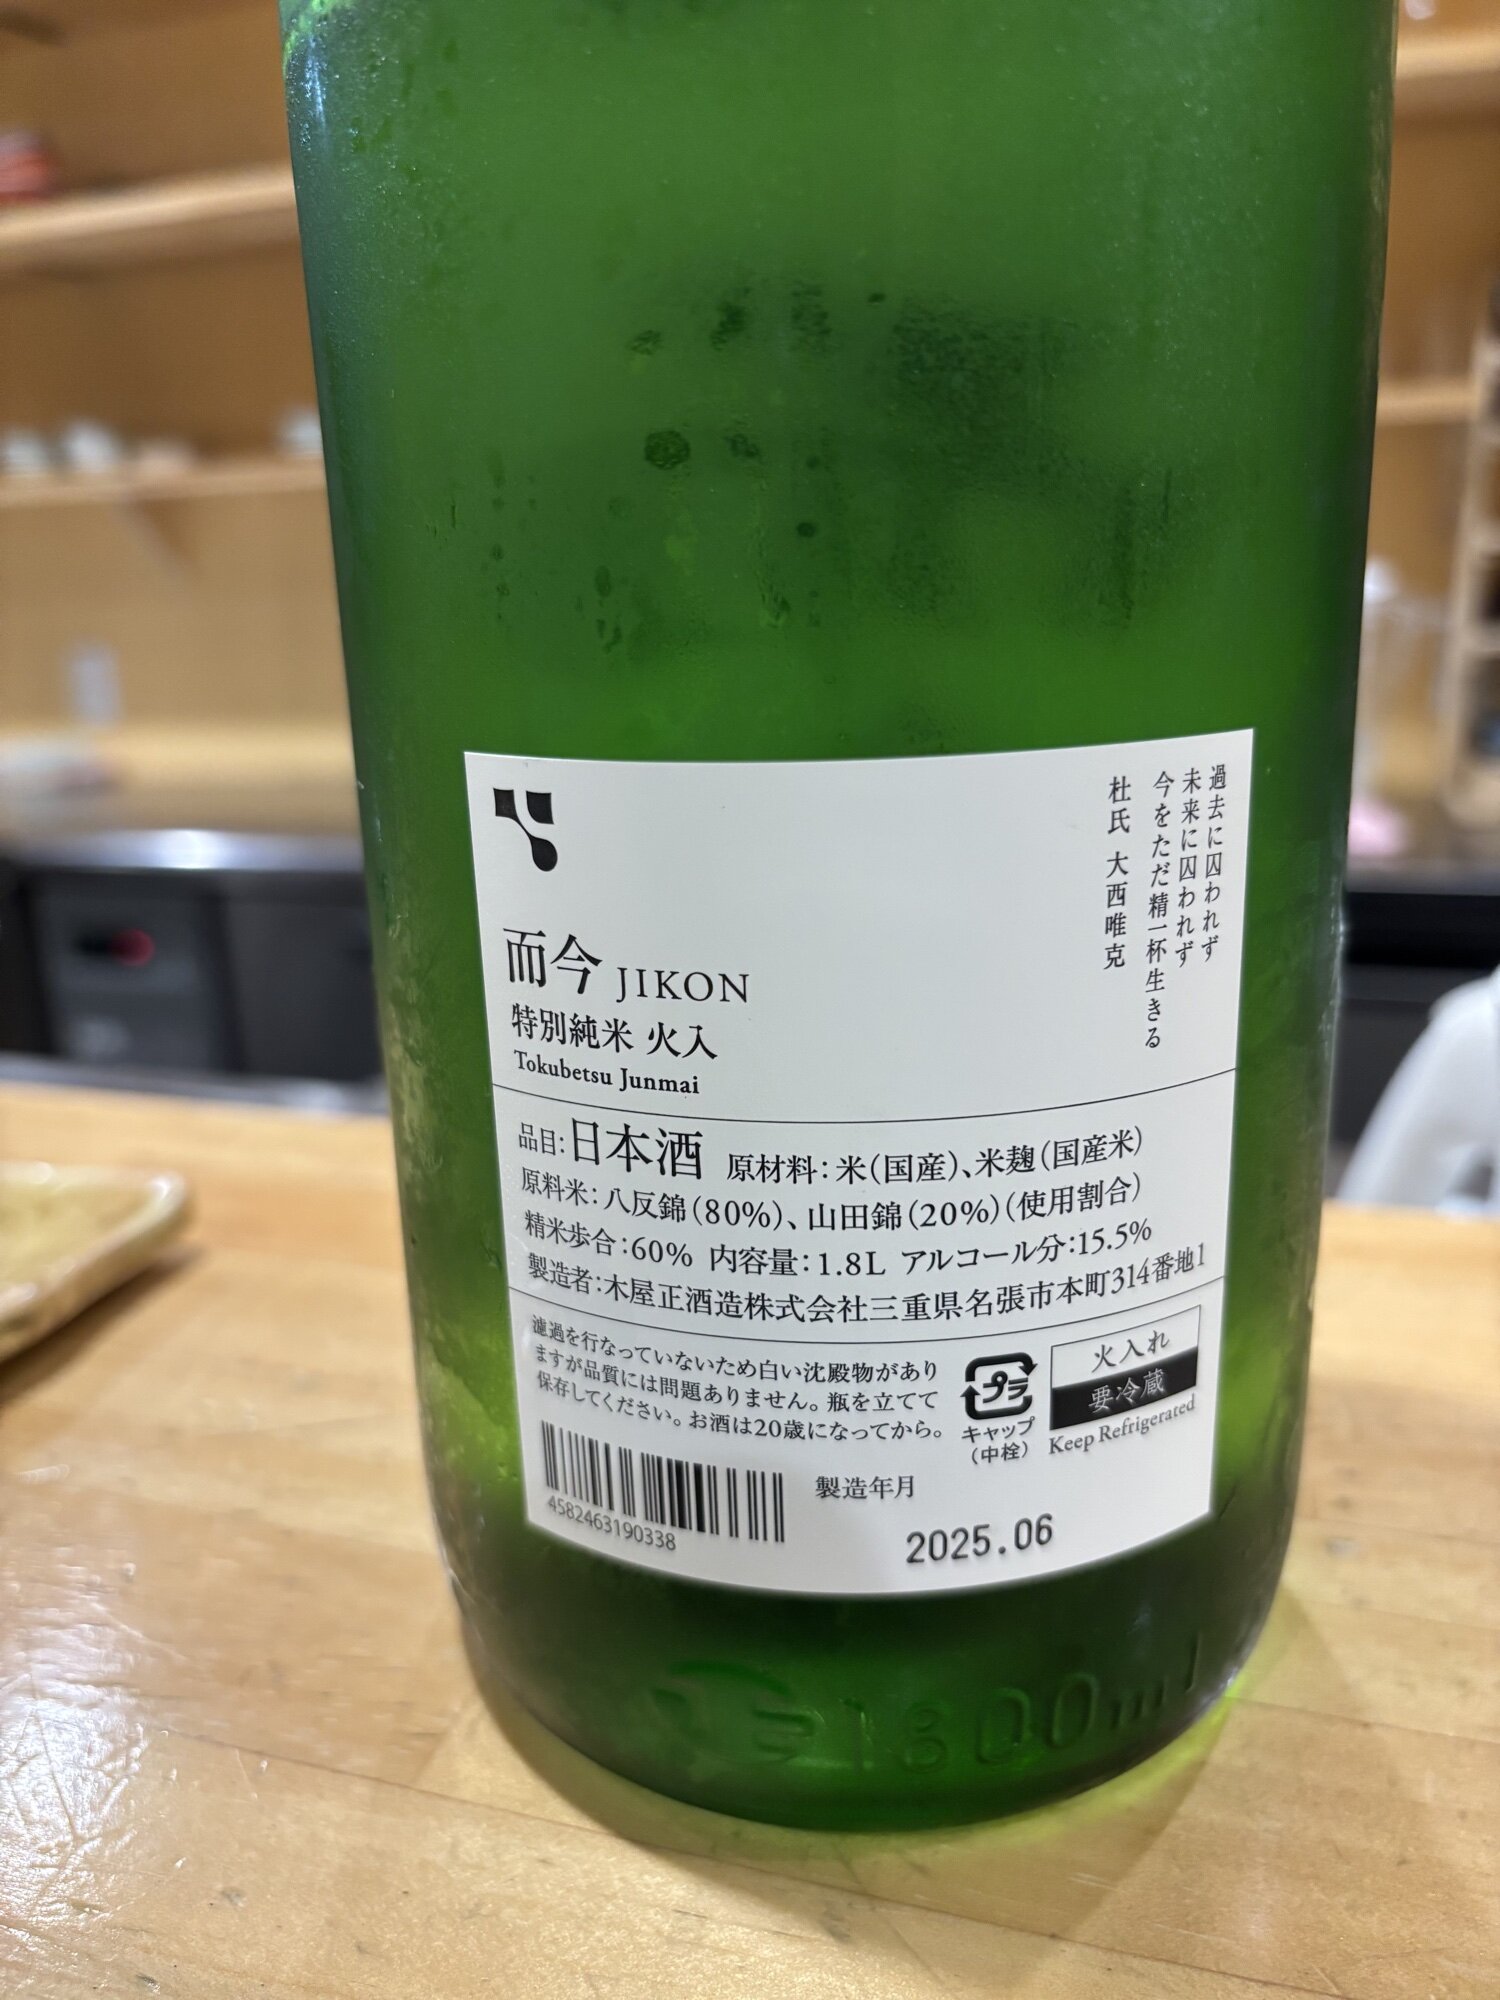 過去に囚われず
未来に囚われず
今をただ精一杯生きる
杜氏 大西唯克
而今 JIKON
特別純米 火入
Tokubetsu Junmai
品目:日本酒 原材料:米(国産)、米麹(国産米)
原料米:八反錦(80%)、山田錦(20%)(使用割合)
精米歩合:60% 内容量:1.8L アルコール分:15.5%
製造者:木屋正酒造株式会社三重県名張市本町314番地1
濾過を行なっていないため白い沈殿物があり
ますが品質には問題ありません。瓶を立てて
保存してください。お酒は20歳になってから。
プラ
キャップ
(中栓)
火入れ
要冷蔵
Keep Refrigerated
4582463190338
製造年月
2025.06
1800ml